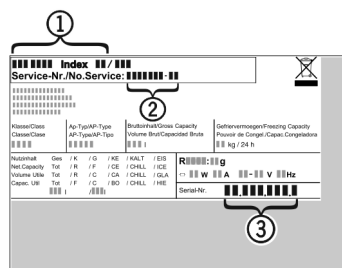 1
Index /
Service-Nr./No.Service: -
2
Klasse/Class
Classe/Clase
Ap-Typ/AP-Type
AP-Type/AP-Tipo
Bruttoinhalt/Gross Capacity
Volume Brut/Capacidad Bruta
l
Gefriervermoegen/Freezing Capacity
Pouvoir de Congel./Capac.Congeladora
kg / 24 h
Nutzinhalt Ges / K / G / KE / KALT / EIS
Net.Capacity Tot / R / F / CE / CHILL / ICE
Volume Utile Tot / R / C / CA / CHILL / GLA
Capac. Util Tot / F / C / BO / CHILL / HIE
l / l
R : g
W A - V Hz
Serial-Nr. . . .
3